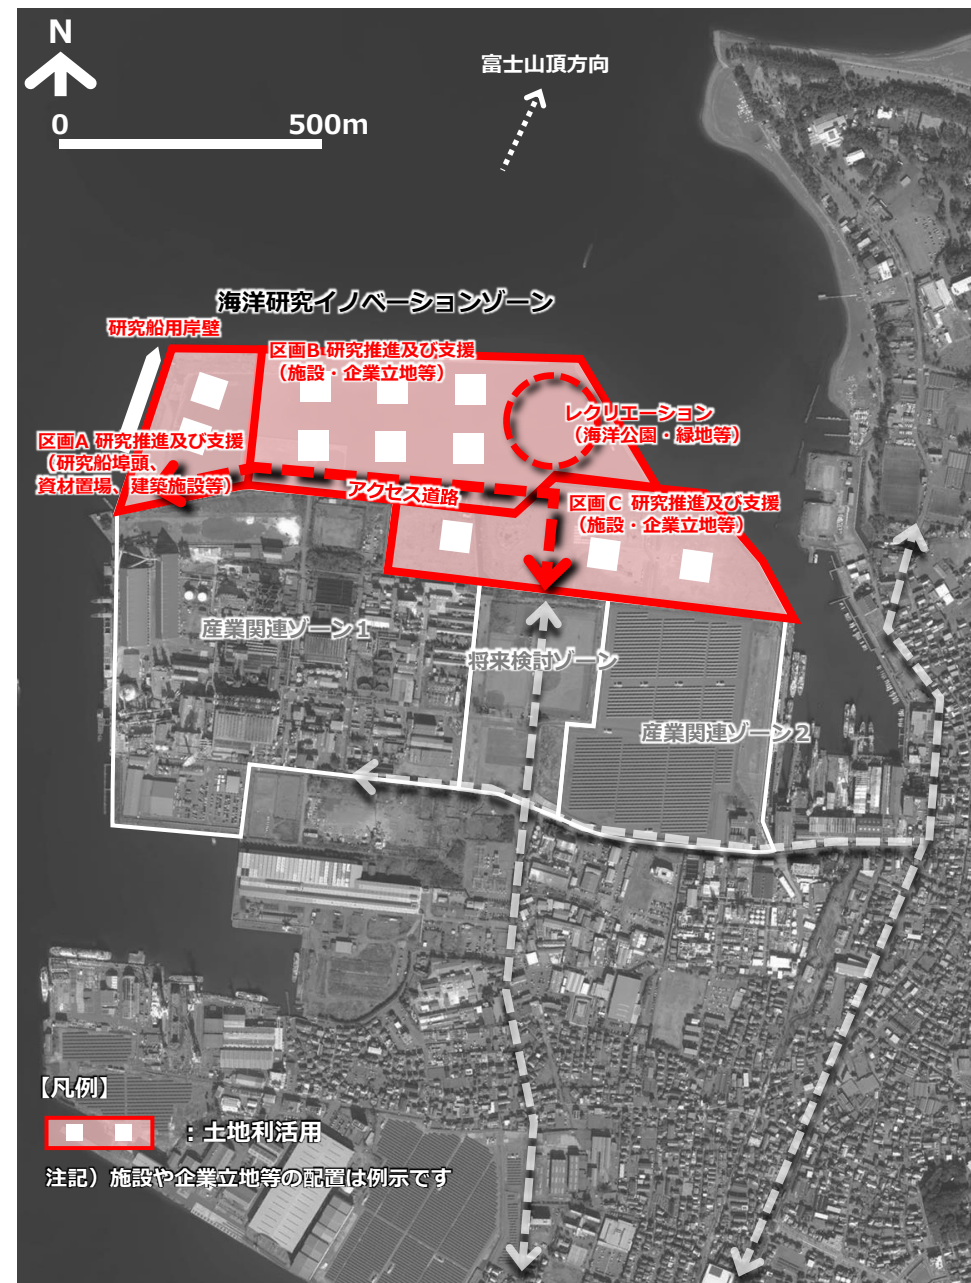 N
富士山頂方向
0 500m
海洋研究イノベーションゾーン
研究船用岸壁
区画B 研究推進及び支援
（施設・企業立地等）
レクリエーション
（海洋公園・緑地等）
区画A 研究推進及び支援
（研究船埠頭、
資材置場、建築施設等）
アクセス道路
区画C 研究推進及び支援
（施設・企業立地等）
産業関連ゾーン１
将来検討ゾーン
産業関連ゾーン２
【凡例】
：土地利活用
注記）施設や企業立地等の配置は例示です